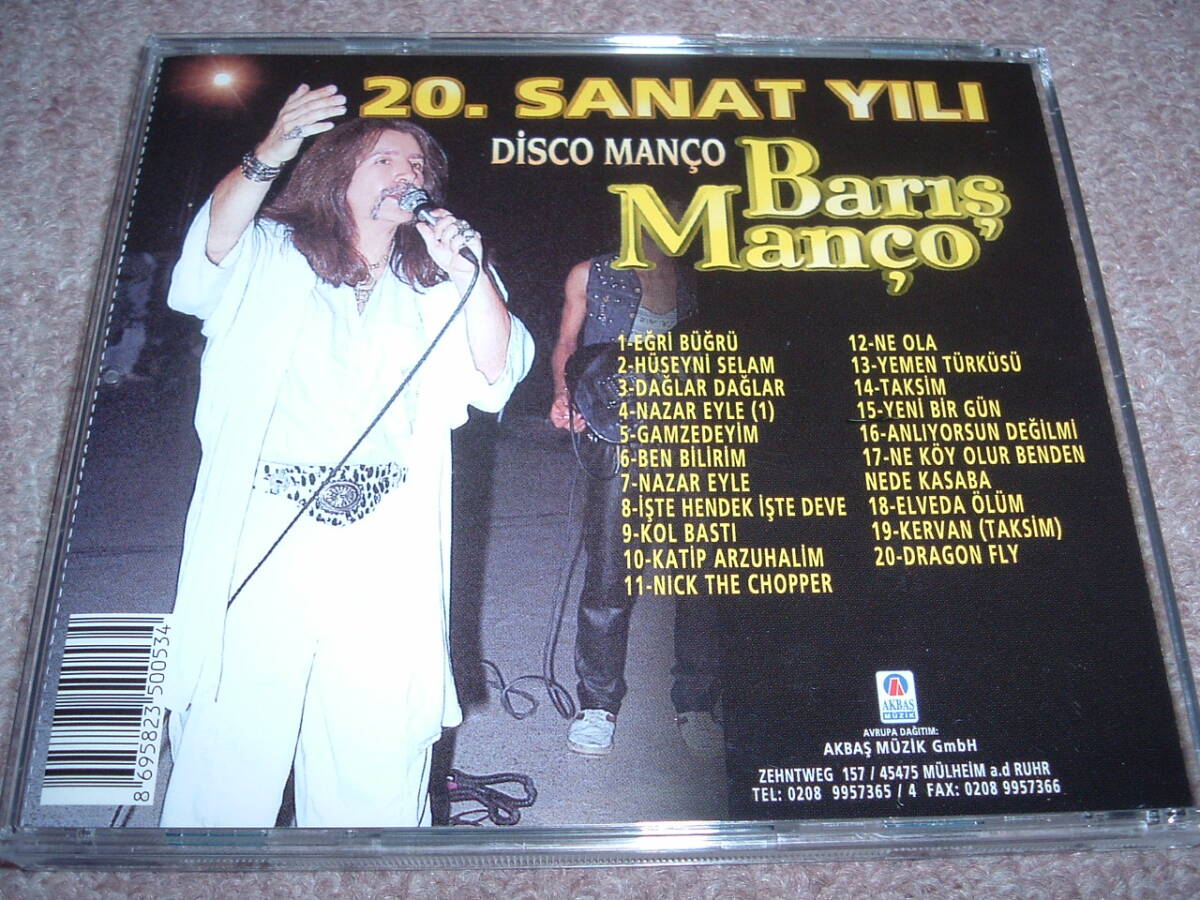 20. SANAT YILI
DİSCO MANÇO
Barış
Manço
1-EĞRİ BÜĞRÜ
2-HÜSEYNİ SELAM
3-DAĞLAR DAĞLAR
4-NAZAR EYLE (1)
5-GAMZEDEYİM
6-BEN BİLİRİM
7-NAZAR EYLE
8-İŞTE HENDEK İŞTE DEVE
9-KOL BASTI
10-KATİP ARZUHALİM
11-NICK THE CHOPPER
12-NE OLA
13-YEMEN TÜRKÜSÜ
14-TAKSİM
15-YENİ BİR GÜN
16-ANLIYORSUN DEĞİLMİ
17-NE KÖY OLUR BENDEN
NEDE KASABA
18-ELVEDA ÖLÜM
19-KERVAN (TAKSİM)
20-DRAGON FLY
AKBAŞ
MÜZİK
AVRUPA DAĞITIM:
AKBAŞ MÜZİK GmbH
ZEHNTWEG 157 / 45475 MÜLHEİM a.d RUHR
TEL: 0208 9957365 / 4 FAX: 0208 9957366
8 695823 500534